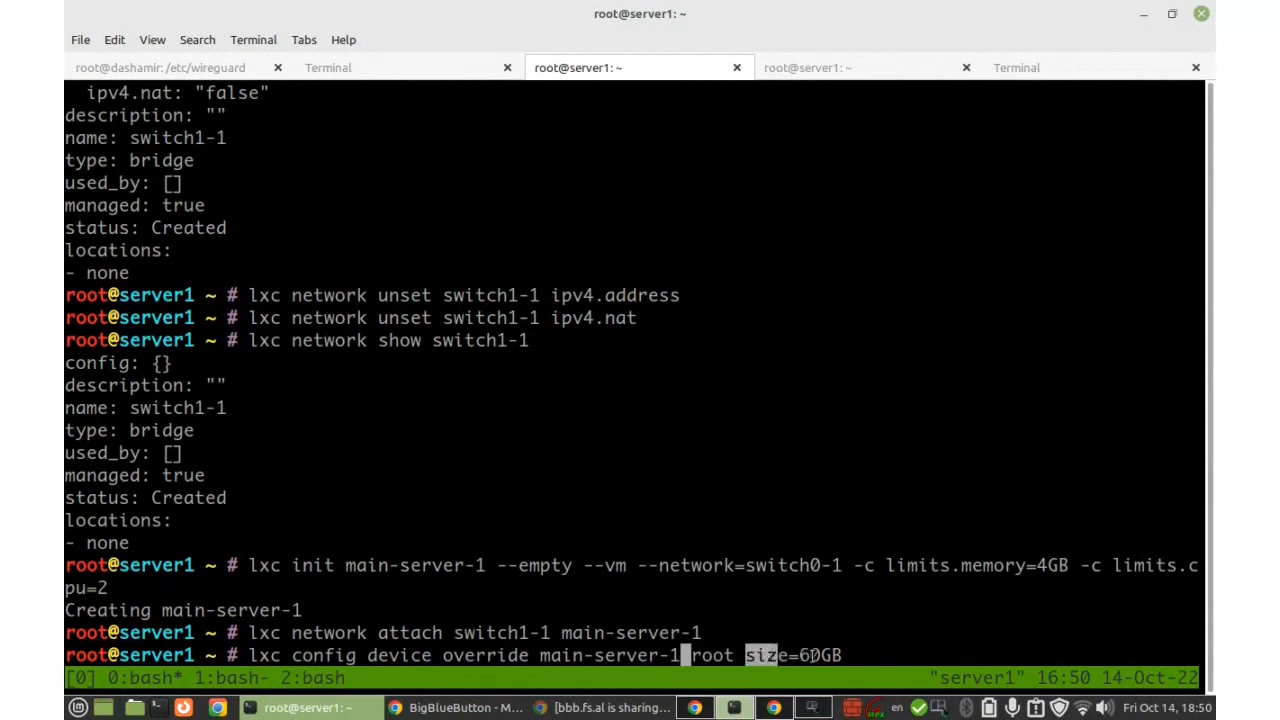 root@server1: ~
File Edit View Search Terminal Tabs Help
root@dashamir: /etc/wireguard Terminal root@server1: ~ root@server1: ~ Terminal
ipv4.nat: "false"
description: ""
name: switch1-1
type: bridge
used_by: []
managed: true
status: Created
locations:
- none
root@server1 ~ # lxc network unset switch1-1 ipv4.address
root@server1 ~ # lxc network unset switch1-1 ipv4.nat
root@server1 ~ # lxc network show switch1-1
config: {}
description: ""
name: switch1-1
type: bridge
used_by: []
managed: true
status: Created
locations:
- none
root@server1 ~ # lxc init main-server-1 --empty --vm --network=switch0-1 -c limits.memory=4GB -c limits.c
pu=2
Creating main-server-1
root@server1 ~ # lxc network attach switch1-1 main-server-1
root@server1 ~ # lxc config device override main-server-1 root size=60GB
[0] 0:bash* 1:bash- 2:bash "server1" 16:50 14-Oct-22
root@server1: ~ BigBlueButton - M... [bbb.fs.al is sharing... en Fri Oct 14, 18:50